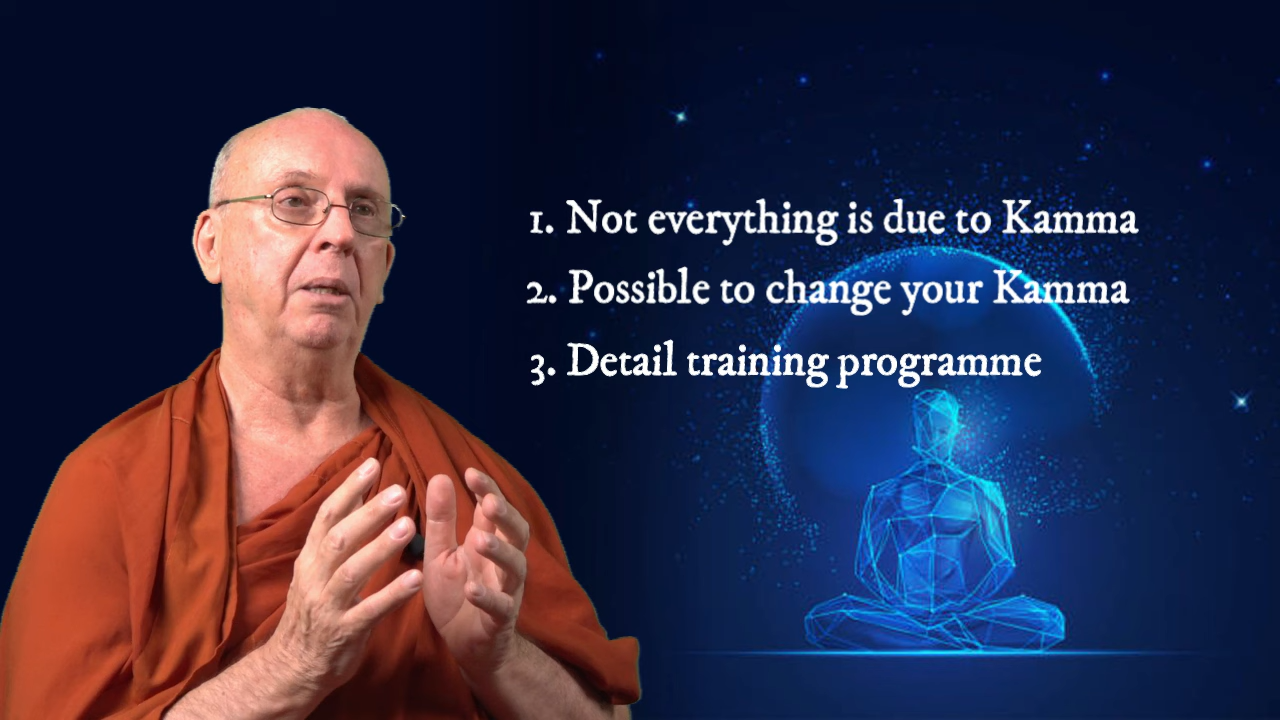 1. Not everything is due to Kamma
2. Possible to change your Kamma
3. Detail training programme